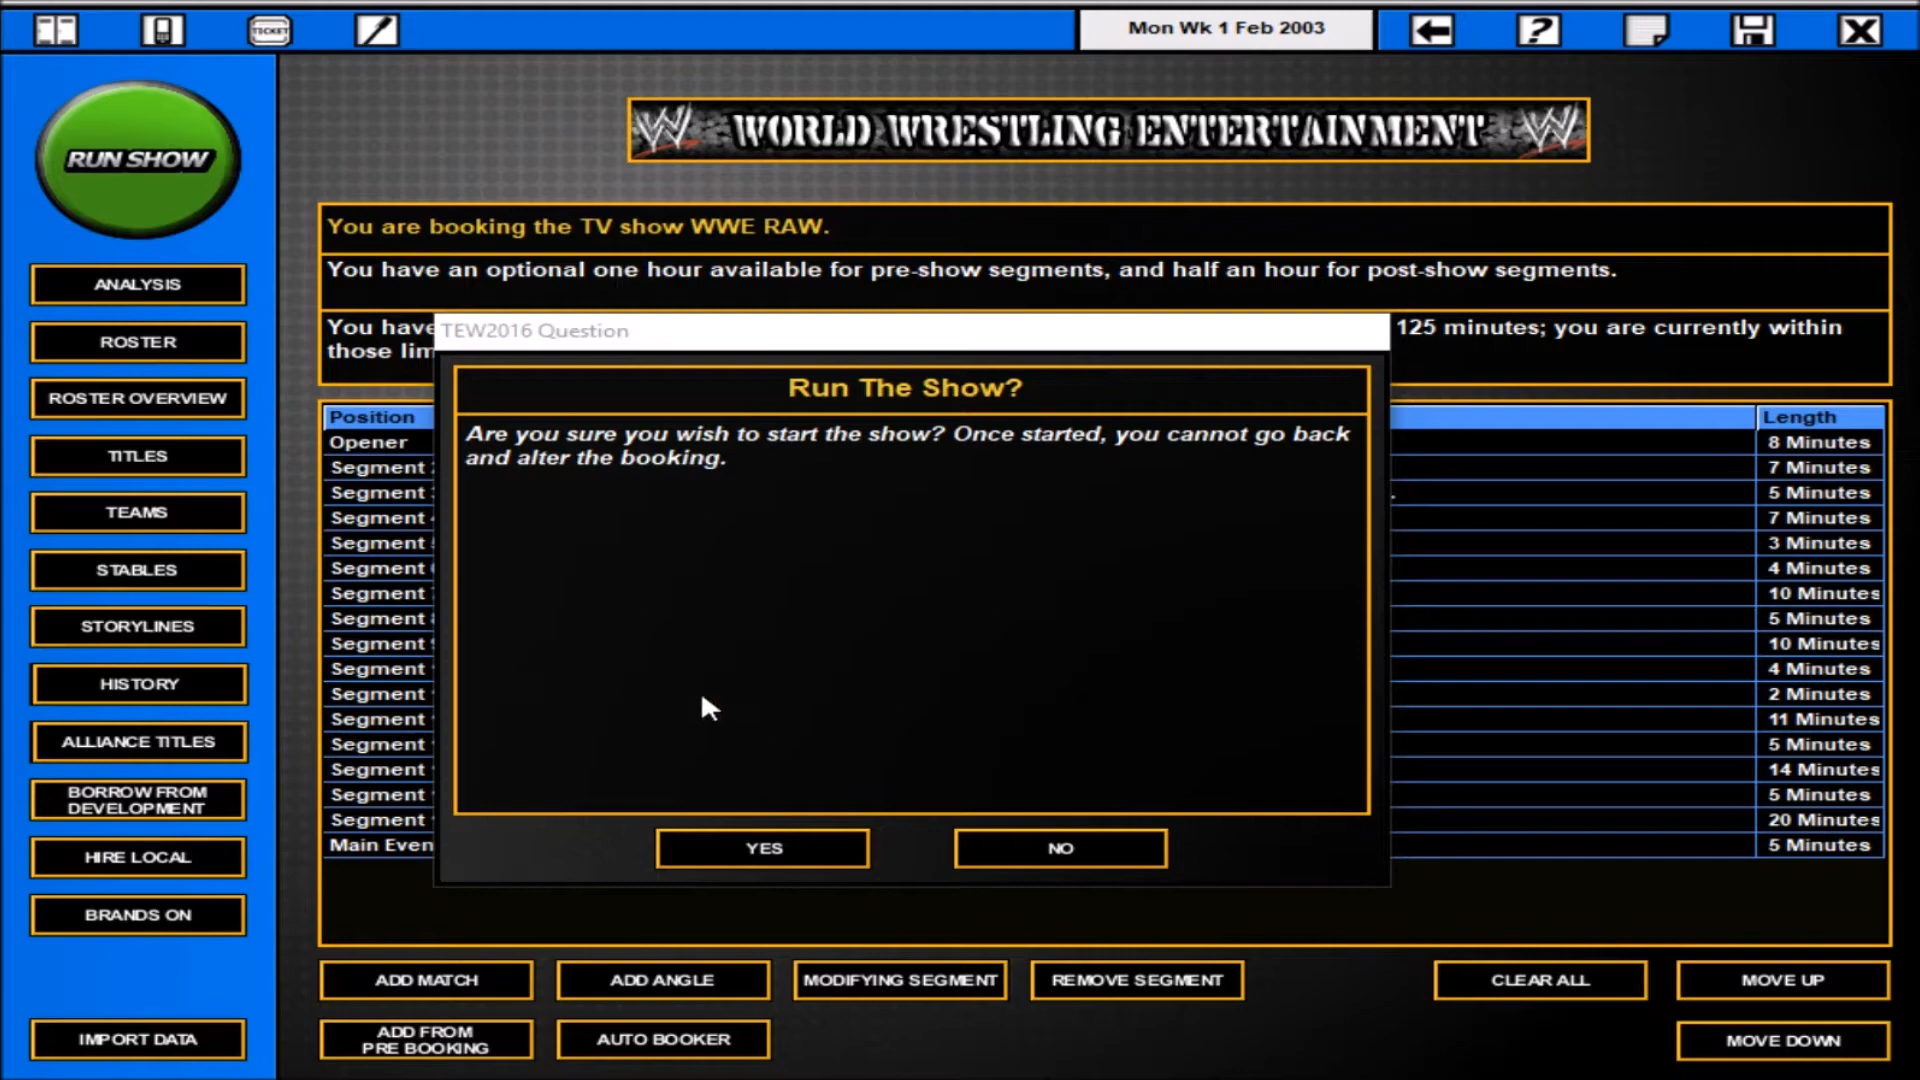 TICKET
Mon Wk 1 Feb 2003
?
RUN SHOW
WORLD WRESTLING ENTERTAINMENT
You are booking the TV show WWE RAW.
You have an optional one hour available for pre-show segments, and half an hour for post-show segments.
You have
125 minutes; you are currently within
those lim
ANALYSIS
ROSTER
ROSTER OVERVIEW
TITLES
TEAMS
STABLES
STORYLINES
HISTORY
ALLIANCE TITLES
BORROW FROM
DEVELOPMENT
HIRE LOCAL
BRANDS ON
IMPORT DATA
TEW2016 Question
Run The Show?
Are you sure you wish to start the show? Once started, you cannot go back
and alter the booking.
YES
NO
Position
Length
Opener
8 Minutes
Segment
7 Minutes
Segment
5 Minutes
Segment
7 Minutes
Segment
3 Minutes
Segment
4 Minutes
Segment
10 Minutes
Segment
5 Minutes
Segment
10 Minutes
Segment
4 Minutes
Segment
2 Minutes
Segment
11 Minutes
Segment
5 Minutes
Segment
14 Minutes
Segment
5 Minutes
Segment
20 Minutes
Main Even
5 Minutes
ADD MATCH
ADD ANGLE
MODIFYING SEGMENT
REMOVE SEGMENT
CLEAR ALL
MOVE UP
ADD FROM
PRE BOOKING
AUTO BOOKER
MOVE DOWN